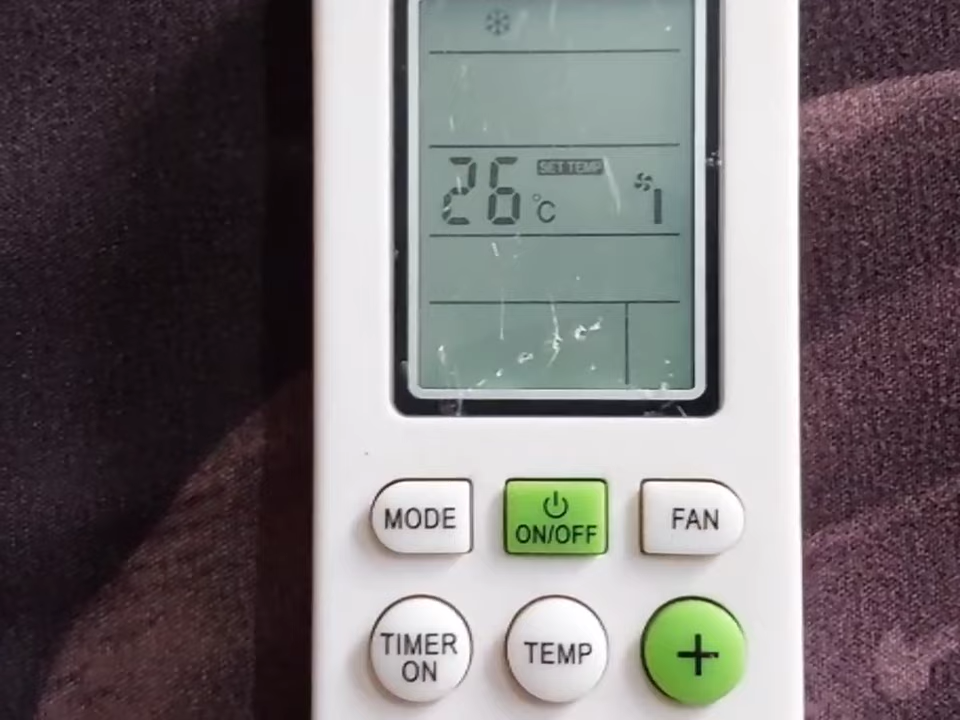 26 °C SET TEMP 1
MODE ON/OFF FAN
TIMER ON TEMP +